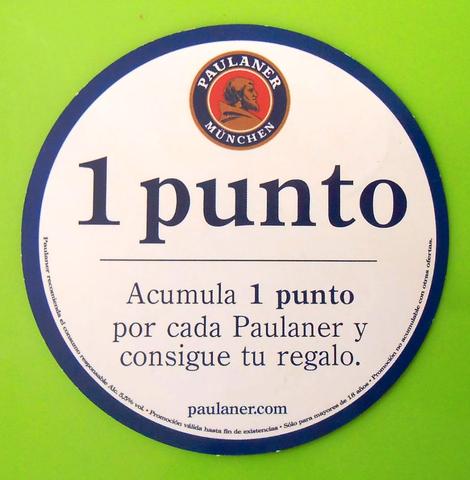 PAULANER
MÜNCHEN
1 punto
Acumula 1 punto
por cada Paulaner y
consigue tu regalo.
paulaner.com
Paulaner recomienda el consumo responsable Alc. 5,5% vol. • Promoción válida hasta fin de existencias • Sólo para mayores de 18 años • Promoción no acumulable con otras ofertas.